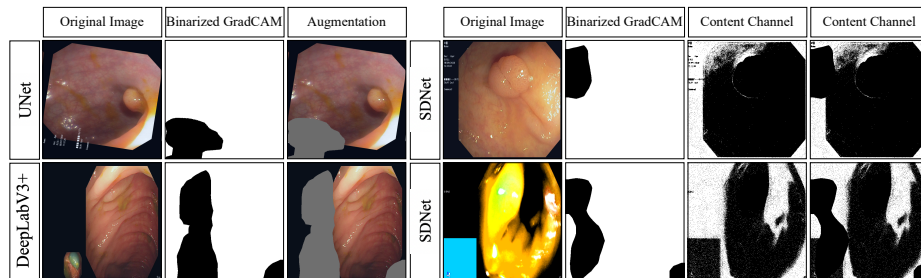 Original Image Binarized GradCAM Augmentation Original Image Binarized GradCAM Content Channel Content Channel
UNet SDNet
DeepLabV3+ SDNet